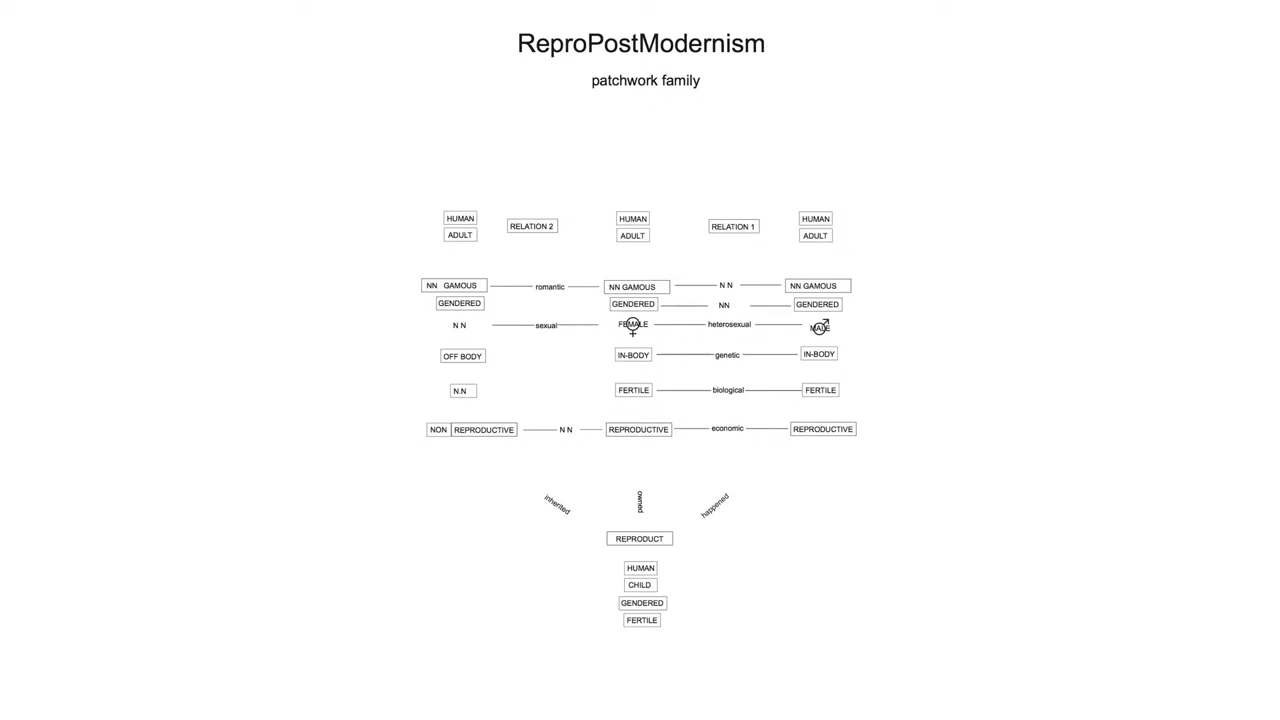 ReproPostModernism
patchwork family
HUMAN HUMAN HUMAN
RELATION 2 RELATION 1
ADULT ADULT ADULT
NN GAMOUS romantic NN GAMOUS N N NN GAMOUS
GENDERED GENDERED NN GENDERED
N N sexual FEMALE heterosexual MALE
OFF BODY IN-BODY genetic IN-BODY
N.N FERTILE biological FERTILE
NON REPRODUCTIVE N N REPRODUCTIVE economic REPRODUCTIVE
inherited owned happened
REPRODUCT
HUMAN
CHILD
GENDERED
FERTILE